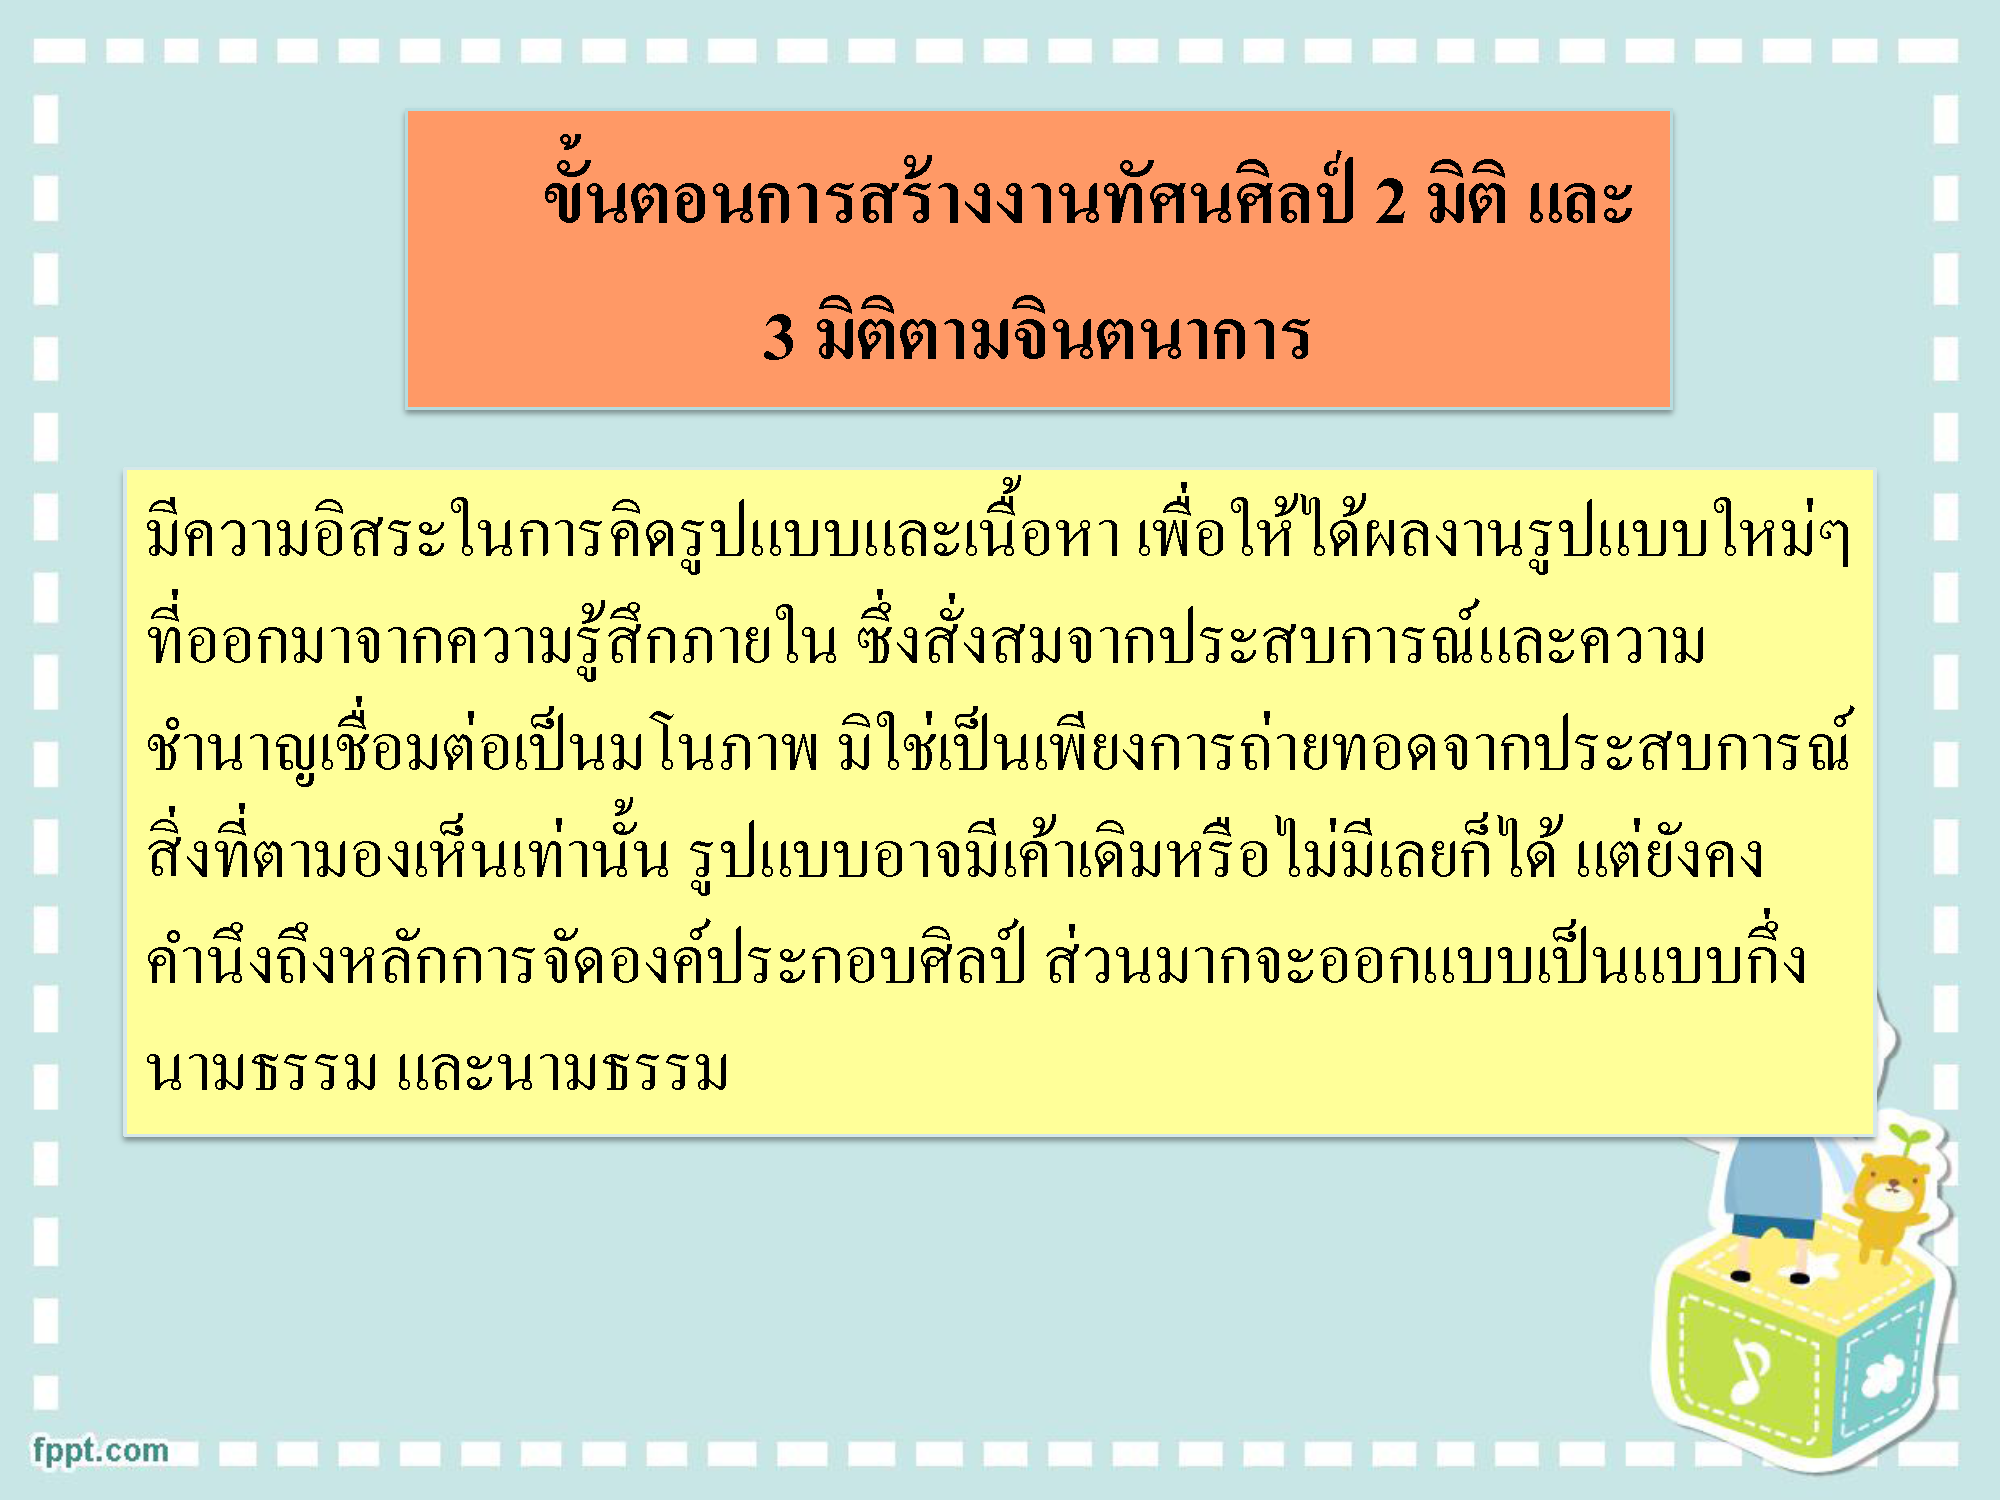 ขั้นตอนการสร้างงานทัศนศิลป์ 2 มิติ และ
3 มิติตามจินตนาการ
มีความอิสระในการคิดรูปแบบและเนื้อหา เพื่อให้ได้ผลงานรูปแบบใหม่ๆ
ที่ออกมาจากความรู้สึกภายใน ซึ่งสั่งสมจากประสบการณ์และความ
ชำนาญเชื่อมต่อเป็นมโนภาพ มิใช่เป็นเพียงการถ่ายทอดจากประสบการณ์
สิ่งที่ตามองเห็นเท่านั้น รูปแบบอาจมีเค้าเดิมหรือไม่มีเลยก็ได้ แต่ยังคง
คำนึงถึงหลักการจัดองค์ประกอบศิลป์ ส่วนมากจะออกแบบเป็นแบบกึ่ง
นามธรรม และนามธรรม
fppt.com